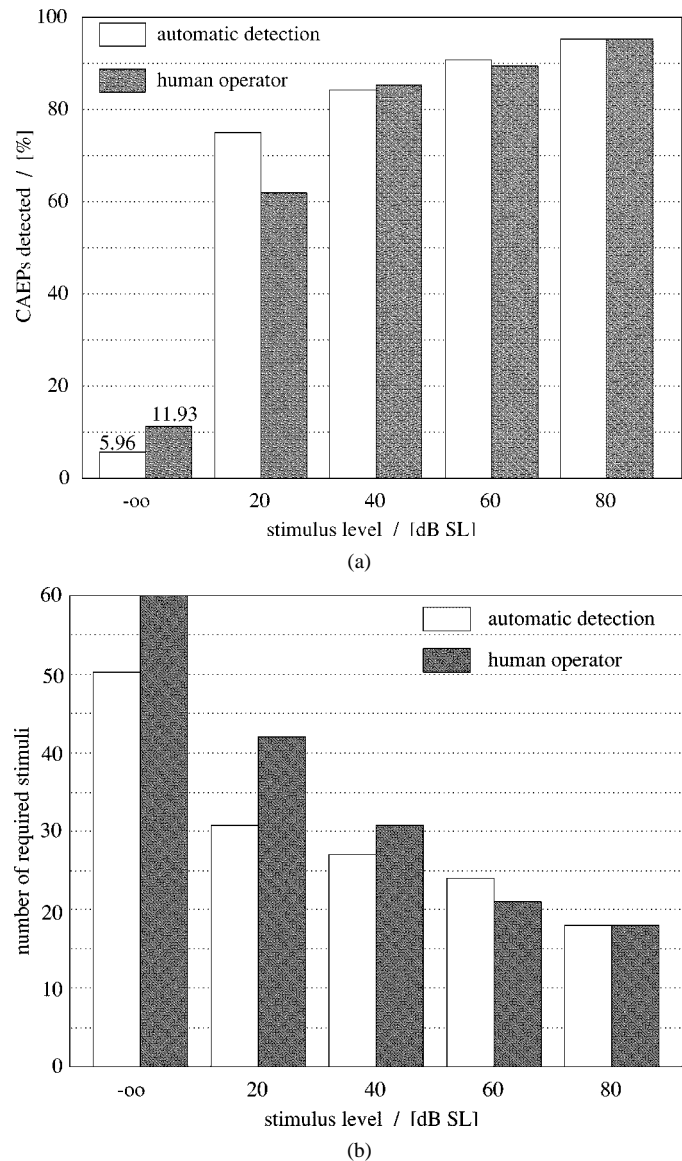 100
80
60
40
20
0
CAEPs detected / [%]
automatic detection
human operator
5.96
11.93
-oo 20 40 60 80
stimulus level / [dB SL]
(a)
60
50
40
30
20
10
0
number of required stimuli
automatic detection
human operator
-oo 20 40 60 80
stimulus level / [dB SL]
(b)